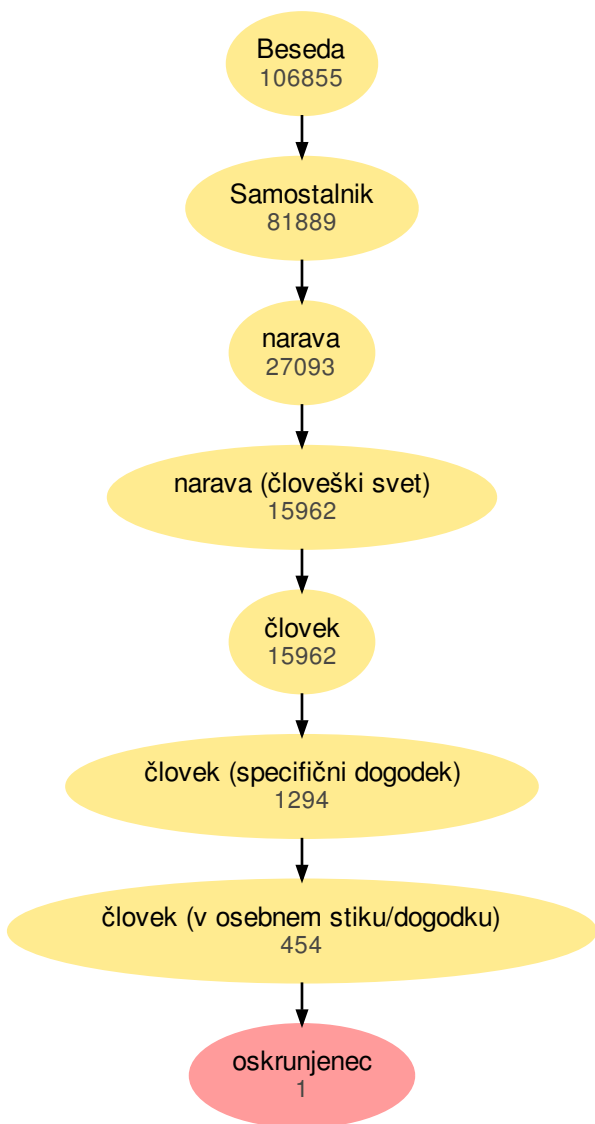 Beseda
106855
Samostalnik
81889
narava
27093
narava (človeški svet)
15962
človek
15962
človek (specifični dogodek)
1294
človek (v osebnem stiku/dogodku)
454
oskrunjenec
1